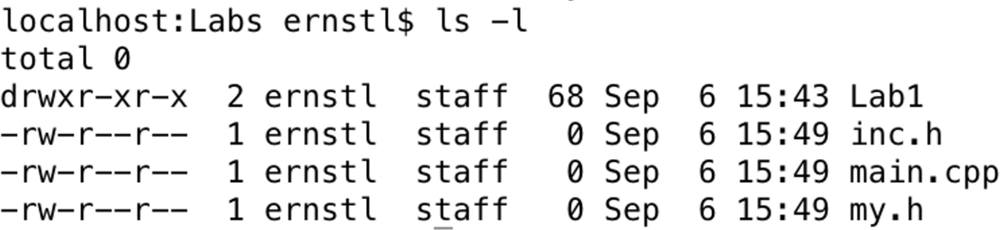 localhost:Labs ernstl$ ls -l
total 0
drwxr-xr-x  2 ernstl  staff  68 Sep  6 15:43 Lab1
-rw-r--r--  1 ernstl  staff   0 Sep  6 15:49 inc.h
-rw-r--r--  1 ernstl  staff   0 Sep  6 15:49 main.cpp
-rw-r--r--  1 ernstl  staff   0 Sep  6 15:49 my.h